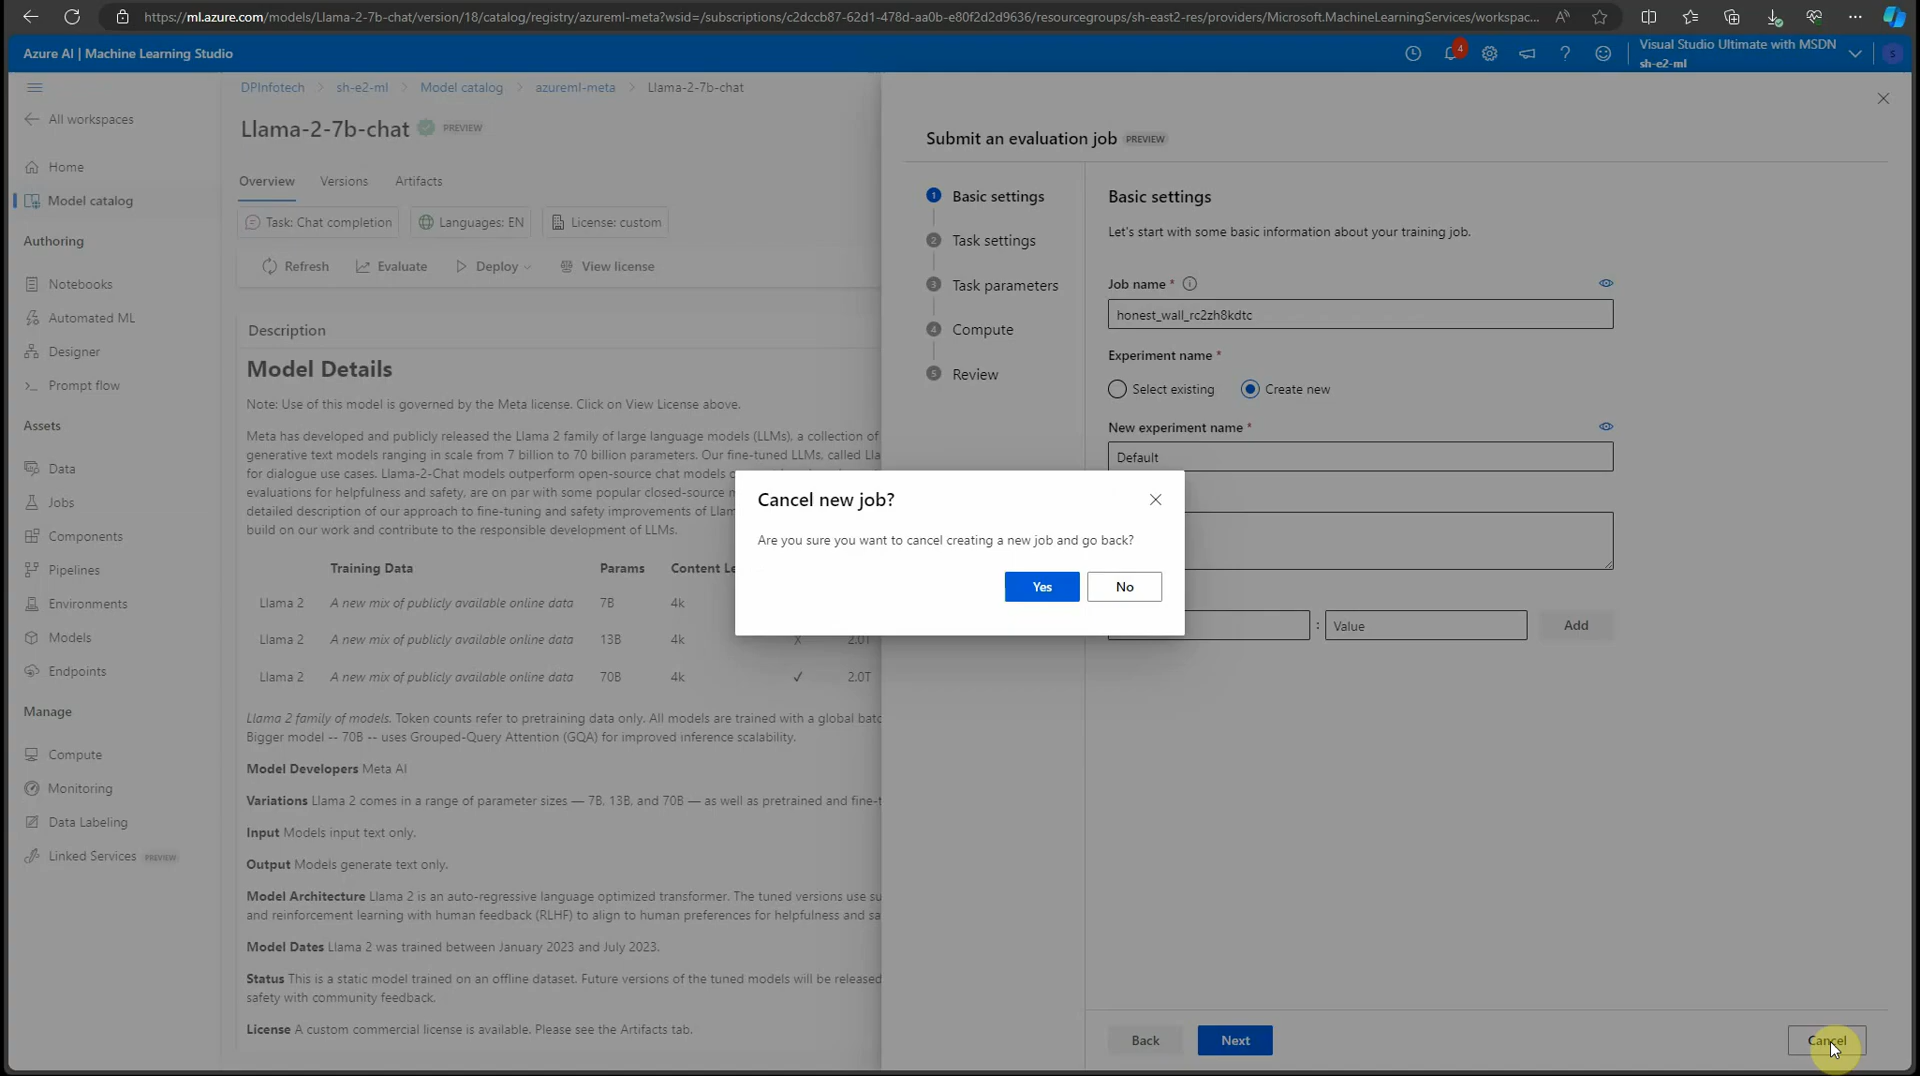 https://ml.azure.com/models/Llama-2-7b-chat/version/18/catalog/registry/azureml-meta?wsid=/subscriptions/c2dccb87-62d1-478d-aa0b-e80f2d2d9636/resourcegroups/sh-east2-res/providers/Microsoft.MachineLearningServices/workspac...
Azure AI | Machine Learning Studio
4
Visual Studio Ultimate with MSDN
sh-e2-ml
S
All workspaces
Home
Model catalog
Authoring
Notebooks
Automated ML
Designer
Prompt flow
Assets
Data
Jobs
Components
Pipelines
Environments
Models
Endpoints
Manage
Compute
Monitoring
Data Labeling
Linked Services PREVIEW
DPInfotech > sh-e2-ml > Model catalog > azureml-meta > Llama-2-7b-chat
Llama-2-7b-chat PREVIEW
Overview Versions Artifacts
Task: Chat completion Languages: EN License: custom
Refresh Evaluate Deploy View license
Description
Model Details
Note: Use of this model is governed by the Meta license. Click on View License above.
Meta has developed and publicly released the Llama 2 family of large language models (LLMs), a collection of
generative text models ranging in scale from 7 billion to 70 billion parameters. Our fine-tuned LLMs, called Lla
for dialogue use cases. Llama-2-Chat models outperform open-source chat models
evaluations for helpfulness and safety, are on par with some popular closed-source
detailed description of our approach to fine-tuning and safety improvements of Llam
build on our work and contribute to the responsible development of LLMs.
Training Data Params Content Le
Llama 2 A new mix of publicly available online data 7B 4k
Llama 2 A new mix of publicly available online data 13B 4k X 2.0T
Llama 2 A new mix of publicly available online data 70B 4k ✓ 2.0T
Llama 2 family of models. Token counts refer to pretraining data only. All models are trained with a global batc
Bigger model -- 70B -- uses Grouped-Query Attention (GQA) for improved inference scalability.
Model Developers Meta AI
Variations Llama 2 comes in a range of parameter sizes — 7B, 13B, and 70B — as well as pretrained and fine-t
Input Models input text only.
Output Models generate text only.
Model Architecture Llama 2 is an auto-regressive language optimized transformer. The tuned versions use su
and reinforcement learning with human feedback (RLHF) to align to human preferences for helpfulness and sa
Model Dates Llama 2 was trained between January 2023 and July 2023.
Status This is a static model trained on an offline dataset. Future versions of the tuned models will be released
safety with community feedback.
License A custom commercial license is available. Please see the Artifacts tab.
Submit an evaluation job PREVIEW
1 Basic settings
2 Task settings
3 Task parameters
4 Compute
5 Review
Basic settings
Let's start with some basic information about your training job.
Job name *
honest_wall_rc2zh8kdtc
Experiment name *
Select existing Create new
New experiment name *
Default
: Value Add
Cancel new job?
Are you sure you want to cancel creating a new job and go back?
Yes No
Back Next Cancel